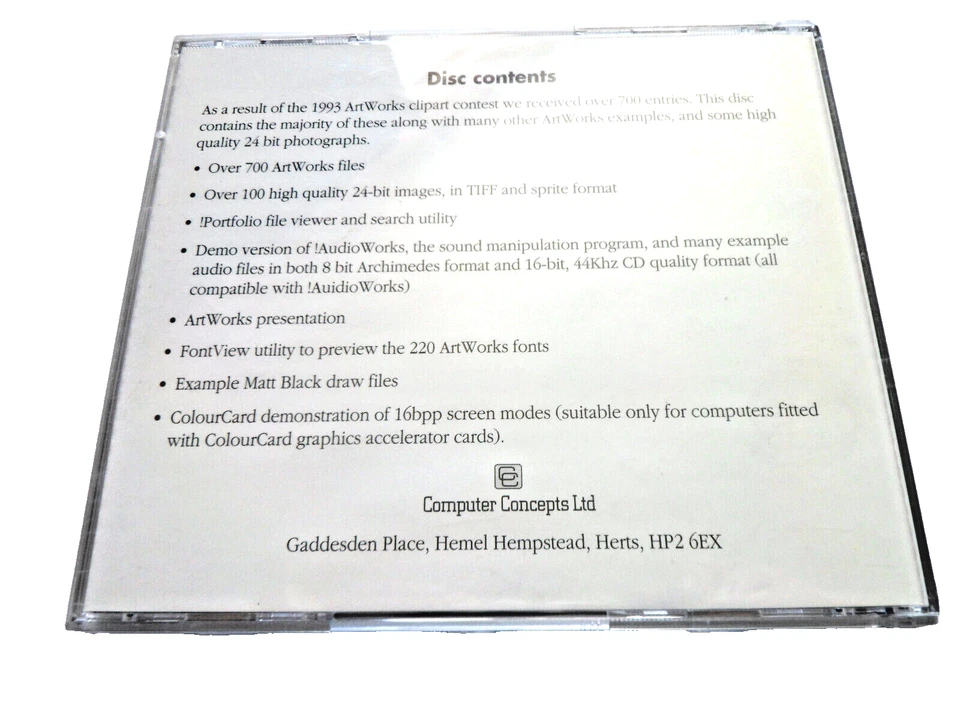 Disc contents
As a result of the 1993 ArtWorks clipart contest we received over 700 entries. This disc
contains the majority of these along with many other ArtWorks examples, and some high
quality 24 bit photographs.
• Over 700 ArtWorks files
• Over 100 high quality 24-bit images, in TIFF and sprite format
• !Portfolio file viewer and search utility
• Demo version of !AudioWorks, the sound manipulation program, and many example
audio files in both 8 bit Archimedes format and 16-bit, 44Khz CD quality format (all
compatible with !AuidioWorks)
• ArtWorks presentation
• FontView utility to preview the 220 ArtWorks fonts
• Example Matt Black draw files
• ColourCard demonstration of 16bpp screen modes (suitable only for computers fitted
with ColourCard graphics accelerator cards).
CC
Computer Concepts Ltd
Gaddesden Place, Hemel Hempstead, Herts, HP2 6EX